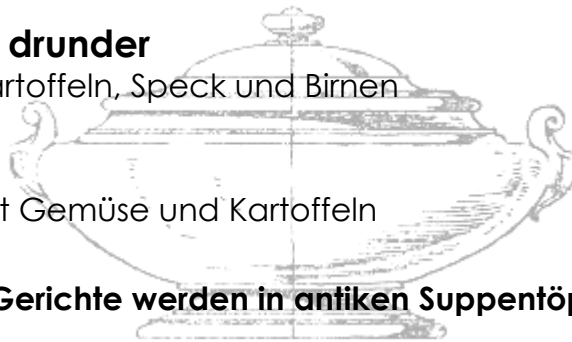 drunder
artoffeln, Speck und Birnen
t Gemüse und Kartoffeln
Gerichte werden in antiken Suppentöp